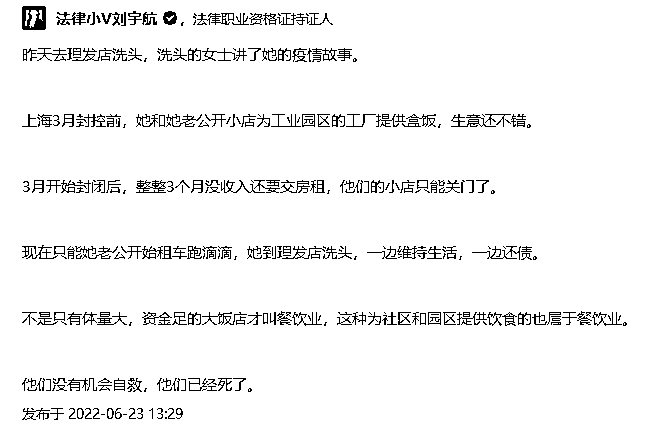 法律小V刘宇航，法律职业资格证持证人
昨天去理发店洗头，洗头的女士讲了她的疫情故事。
上海3月封控前，她和她老公开小店为工业园区的工厂提供盒饭，生意还不错。
3月开始封闭后，整整3个月没收入还要交房租，他们的小店只能关门了。
现在只能她老公开始租车跑滴滴，她到理发店洗头，一边维持生活，一边还债。
不是只有体量大，资金足的大饭店才叫餐饮业，这种为社区和园区提供饮食的也属于餐饮业。
他们没有机会自救，他们已经死了。
发布于 2022-06-23 13:29